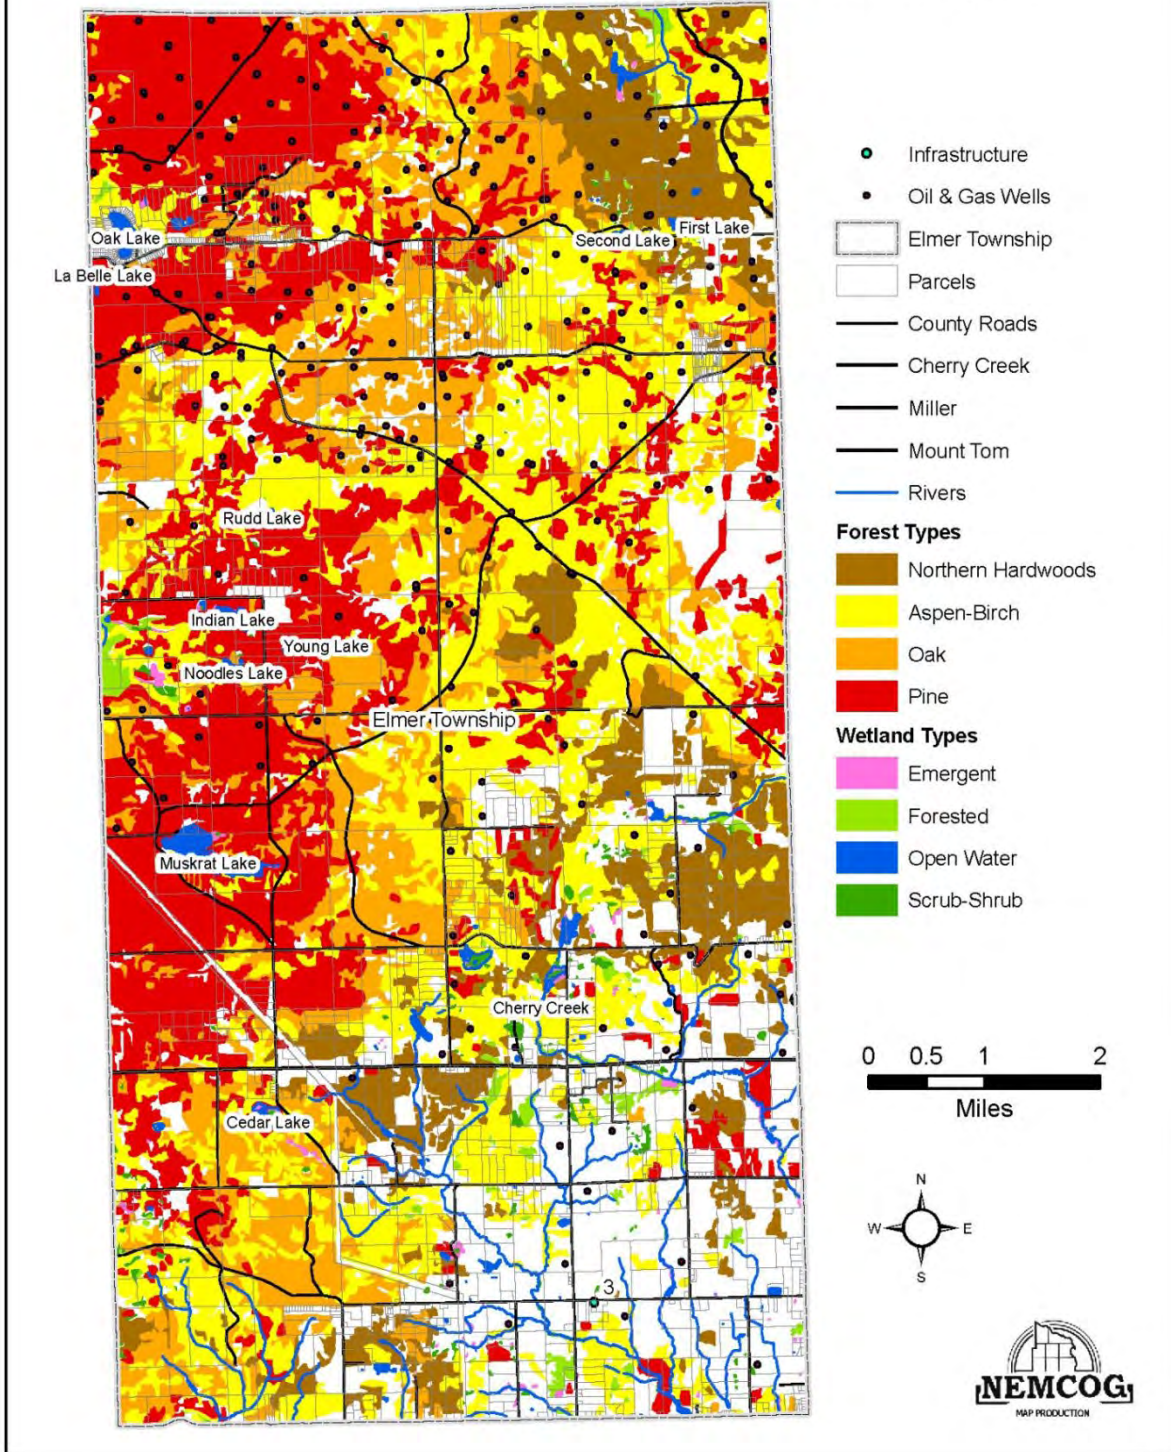 Infrastructure
Oil & Gas Wells
Elmer Township
Parcels
County Roads
Cherry Creek
Miller
Mount Tom
Rivers
Forest Types
Northern Hardwoods
Aspen-Birch
Oak
Pine
Wetland Types
Emergent
Forested
Open Water
Scrub-Shrub
First Lake
Second Lake
Oak Lake
La Belle Lake
Rudd Lake
Indian Lake
Young Lake
Noodles Lake
Elmer Township
Muskrat Lake
Cherry Creek
Cedar Lake
3
0 0.5 1 2
Miles
N
W E
S
NEMCOG
MAP PRODUCTION